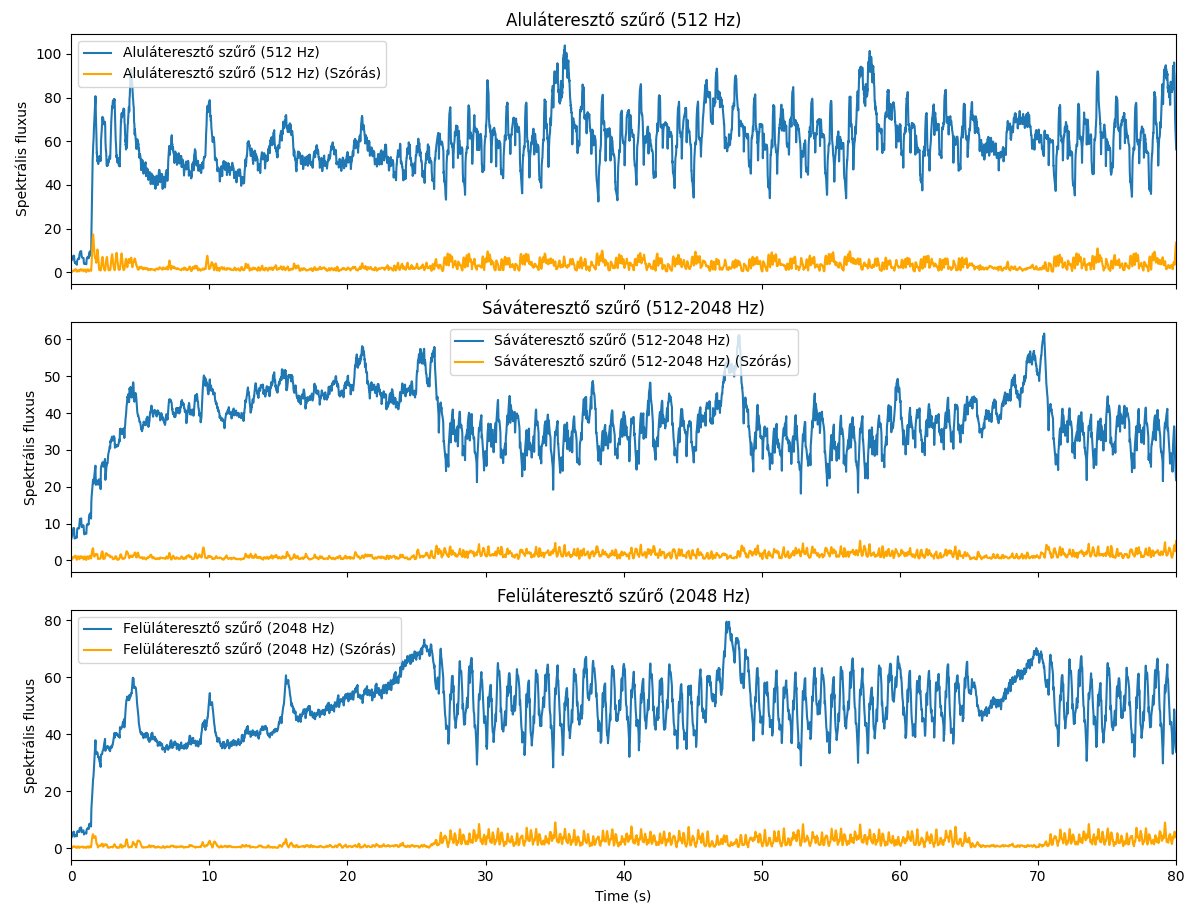 Aluláteresztő szűrő (512 Hz)
Aluláteresztő szűrő (512 Hz)
Aluláteresztő szűrő (512 Hz) (Szórás)
Spektrális fluxus
100
80
60
40
20
0
Sáváteresztő szűrő (512-2048 Hz)
Sáváteresztő szűrő (512-2048 Hz)
Sáváteresztő szűrő (512-2048 Hz) (Szórás)
Spektrális fluxus
60
50
40
30
20
10
0
Felüláteresztő szűrő (2048 Hz)
Felüláteresztő szűrő (2048 Hz)
Felüláteresztő szűrő (2048 Hz) (Szórás)
Spektrális fluxus
80
60
40
20
0
0 10 20 30 40 50 60 70 80
Time (s)